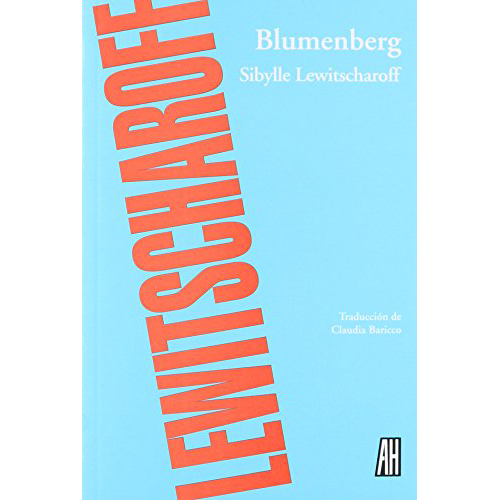 Blumenberg
Sibylle Lewitscharoff
LEWITSCHAROFF
Traducción de
Claudia Baricco
AH